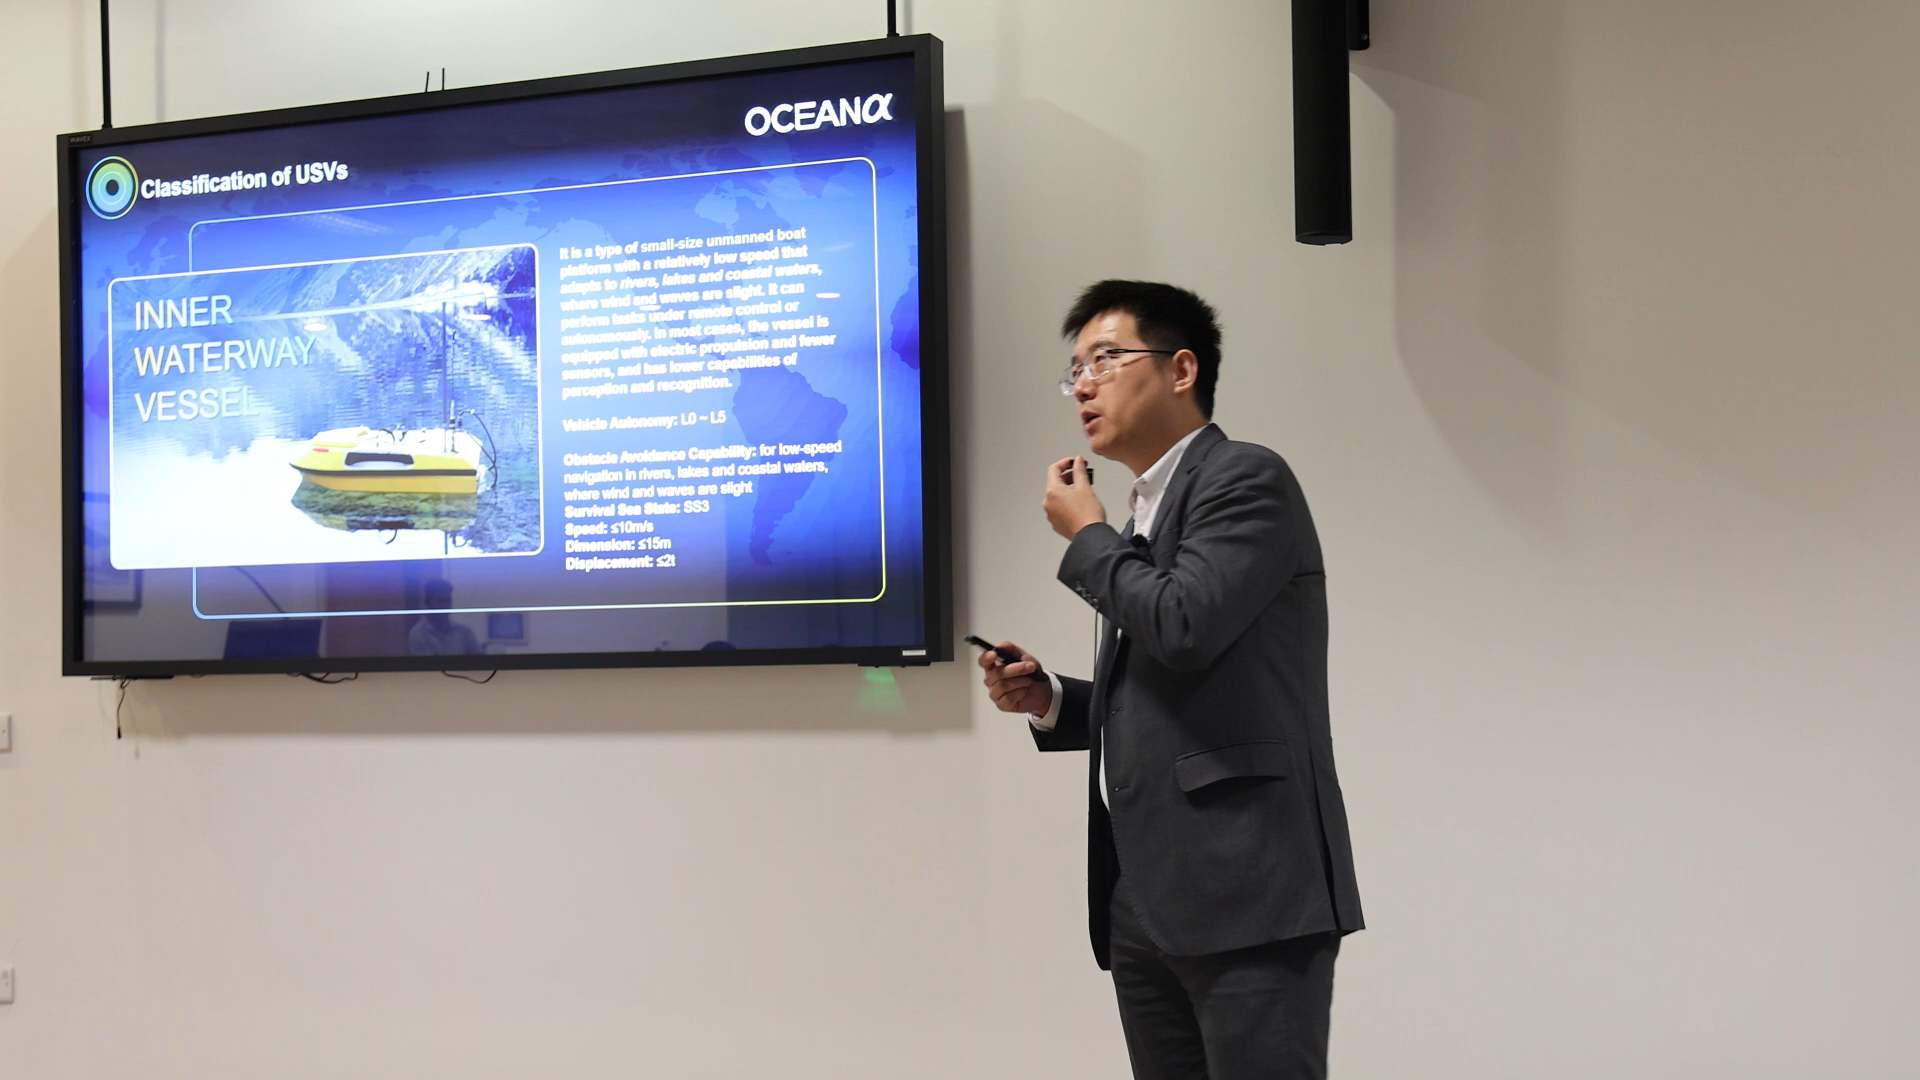 OCEANα
Classification of USVs
INNER
WATERWAY
VESSEL
It is a type of small-size unmanned boat
platform with a relatively low speed that
adapts to rivers, lakes and coastal waters,
where wind and waves are slight. It can
perform tasks under remote control or
autonomously. In most cases, the vessel is
equipped with electric propulsion and fewer
sensors, and has lower capabilities of
perception and recognition.
Vehicle Autonomy: L0 ~ L5
Obstacle Avoidance Capability: for low-speed
navigation in rivers, lakes and coastal waters,
where wind and waves are slight
Survival Sea State: SS3
Speed: ≤10m/s
Dimension: ≤15m
Displacement: ≤2t